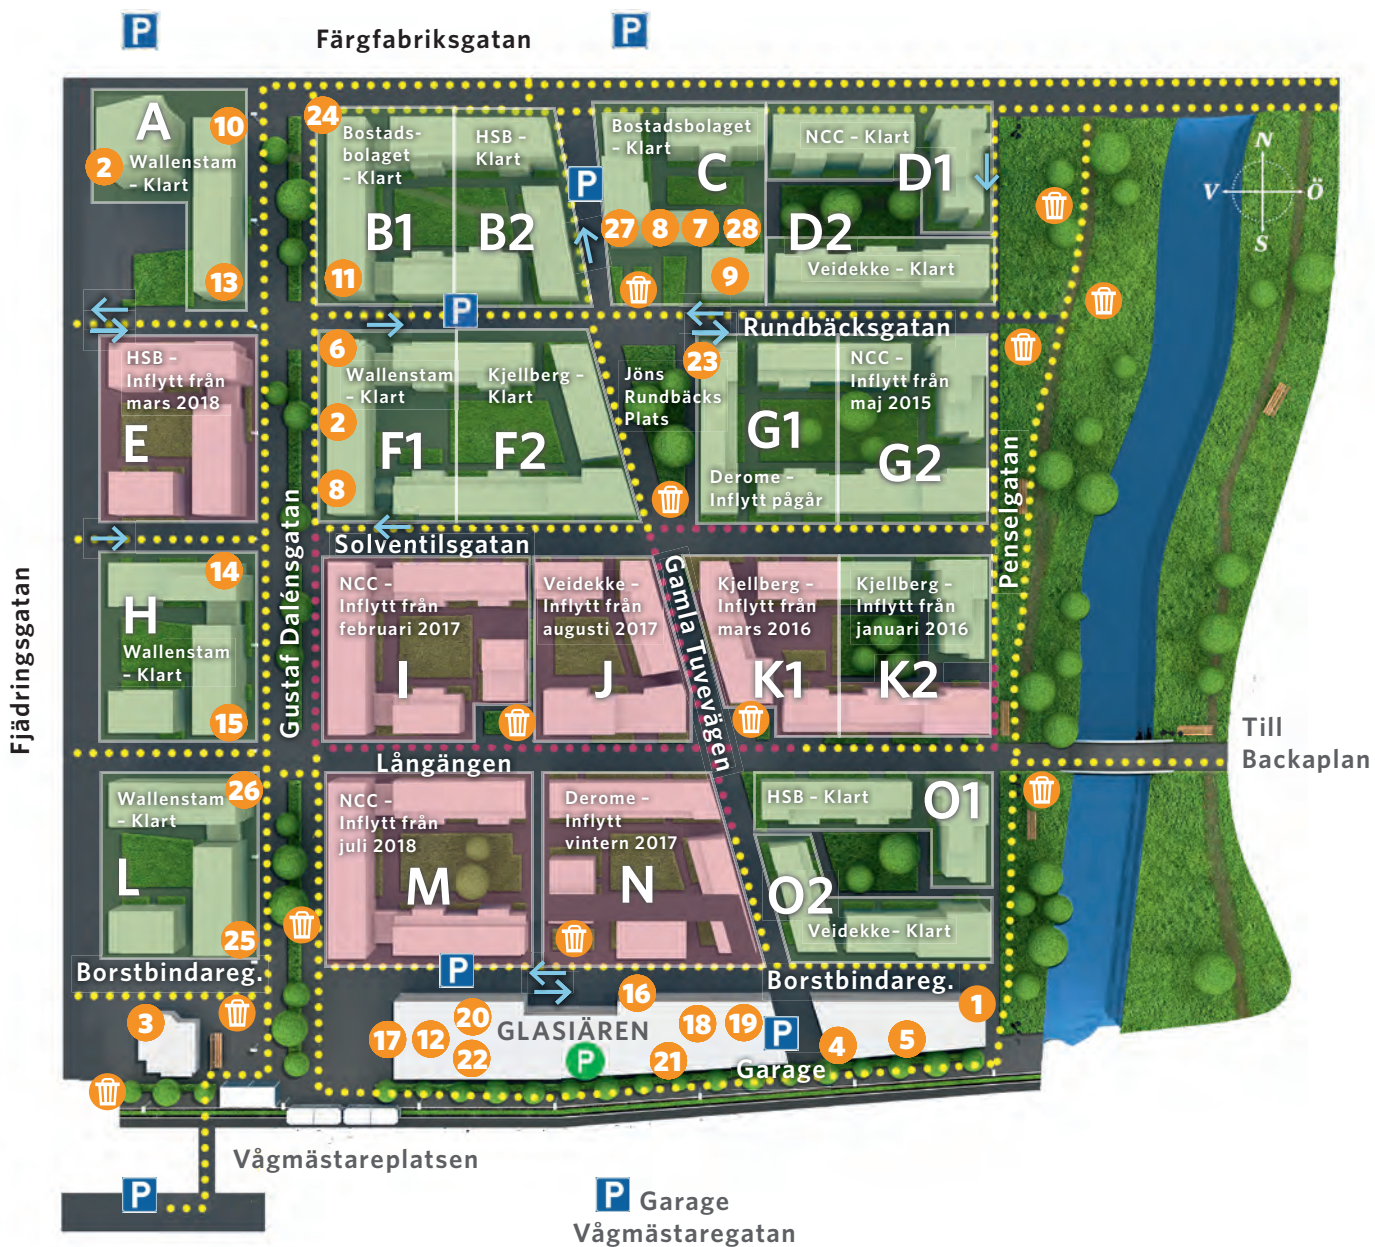 P
P
Färgfabriksgatan
A
10
2
Wallenstam
– Klart
13
24
Bostads-
bolaget
– Klart
B1
11
HSB –
Klart
B2
P
Bostadsbolaget
– Klart
C
27
8
7
28
9
NCC – Klart
D1
D2
Veidekke – Klart
N
V
Ö
S
P
Rundbäcksgatan
HSB –
Inflytt från
mars 2018
E
6
Wallenstam
– Klart
2
F1
8
Kjellberg –
Klart
F2
Jöns
Rundbäcks
Plats
23
G1
Derome –
Inflytt pågår
NCC –
Inflytt från
maj 2015
G2
Penselgatan
Gustaf Dalénsgatan
Fjädringsgatan
Solventilsgatan
14
H
Wallenstam
– Klart
15
NCC –
Inflytt från
februari 2017
I
Veidekke –
Inflytt från
augusti 2017
J
Gamla Tuvevägen
Kjellberg –
Inflytt från
mars 2016
K1
Kjellberg –
Inflytt från
januari 2016
K2
Till
Backaplan
Långängen
Wallenstam
– Klart
26
L
25
NCC –
Inflytt från
juli 2018
M
Derome –
Inflytt
vintern 2017
N
HSB – Klart
O1
O2
Veidekke– Klart
Borstbindareg.
P
Borstbindareg.
3
16
1
17
12
20
22
GLASIÄREN
P
18
19
21
P
4
5
Garage
Vågmästareplatsen
P
P Garage
Vågmästaregatan